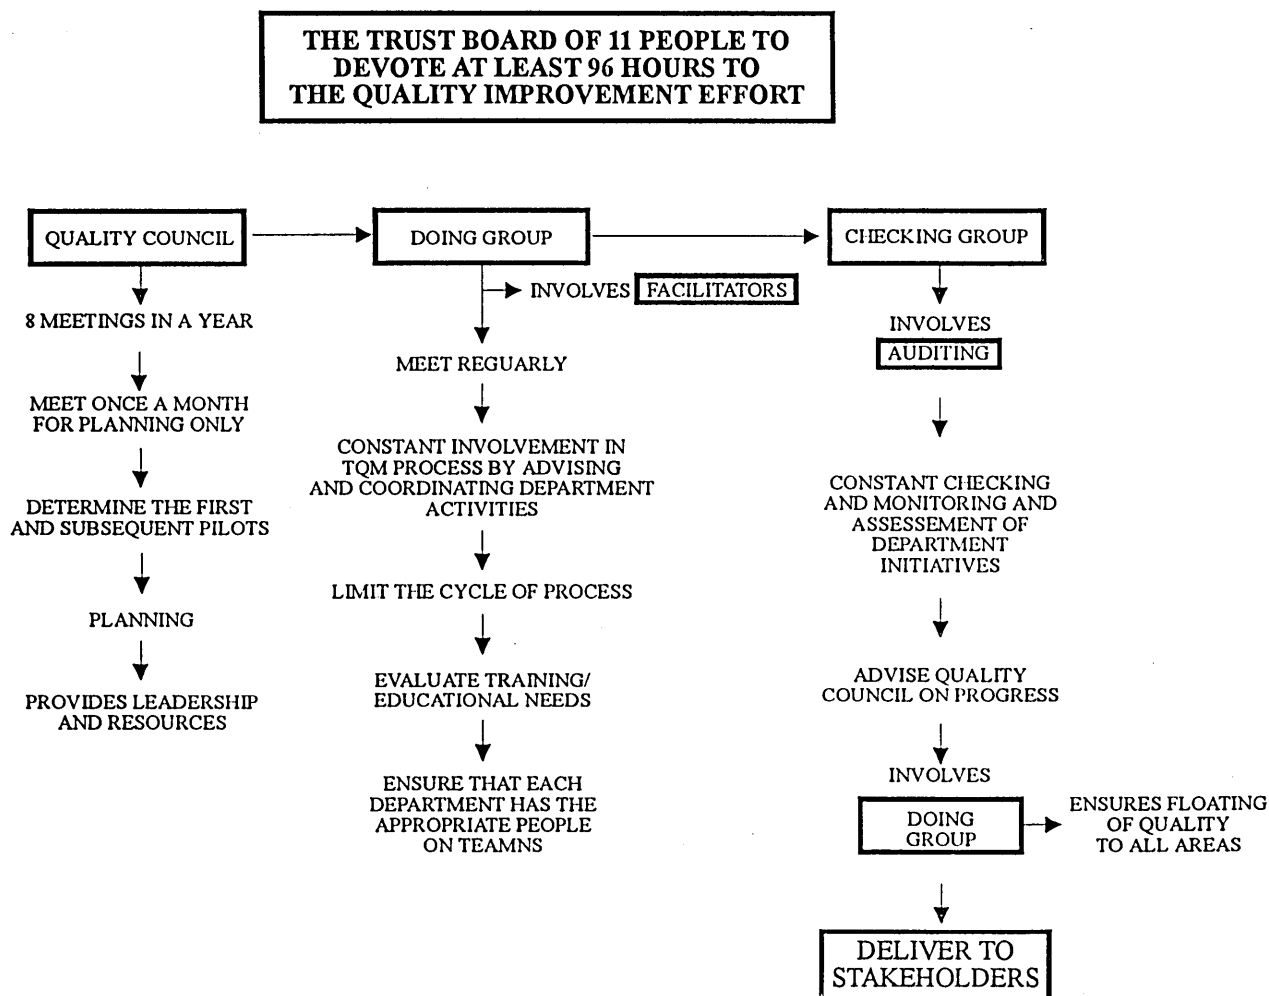 THE TRUST BOARD OF 11 PEOPLE TO
DEVOTE AT LEAST 96 HOURS TO
THE QUALITY IMPROVEMENT EFFORT
QUALITY COUNCIL
8 MEETINGS IN A YEAR
MEET ONCE A MONTH
FOR PLANNING ONLY
DETERMINE THE FIRST
AND SUBSEQUENT PILOTS
PLANNING
PROVIDES LEADERSHIP
AND RESOURCES
DOING GROUP
INVOLVES FACILITATORS
MEET REGUARLY
CONSTANT INVOLVEMENT IN
TQM PROCESS BY ADVISING
AND COORDINATING DEPARTMENT
ACTIVITIES
LIMIT THE CYCLE OF PROCESS
EVALUATE TRAINING/
EDUCATIONAL NEEDS
ENSURE THAT EACH
DEPARTMENT HAS THE
APPROPRIATE PEOPLE
ON TEAMNS
CHECKING GROUP
INVOLVES
AUDITING
CONSTANT CHECKING
AND MONITORING AND
ASSESSEMENT OF
DEPARTMENT
INITIATIVES
ADVISE QUALITY
COUNCIL ON PROGRESS
INVOLVES
DOING
GROUP
ENSURES FLOATING
OF QUALITY
TO ALL AREAS
DELIVER TO
STAKEHOLDERS